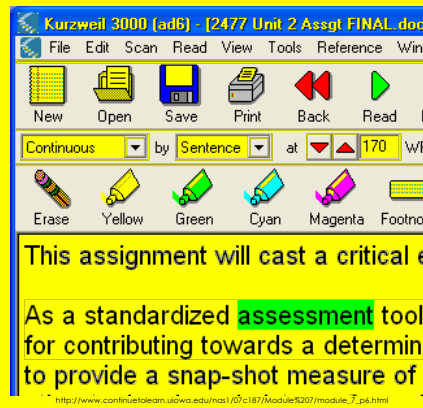 Kurzweil 3000 (ad6) - [2477 Unit 2 Assgt FINAL.doc
File Edit Scan Read View Tools Reference Win
New Open Save Print Back Read
Continuous by Sentence at 170 WP
Erase Yellow Green Cyan Magenta Footno
This assignment will cast a critical e
As a standardized assessment tool
for contributing towards a determin
to provide a snap-shot measure of
http://www.continuetolearn.uiowa.edu/nas1/07c187/Module%207/module_7_p6.html